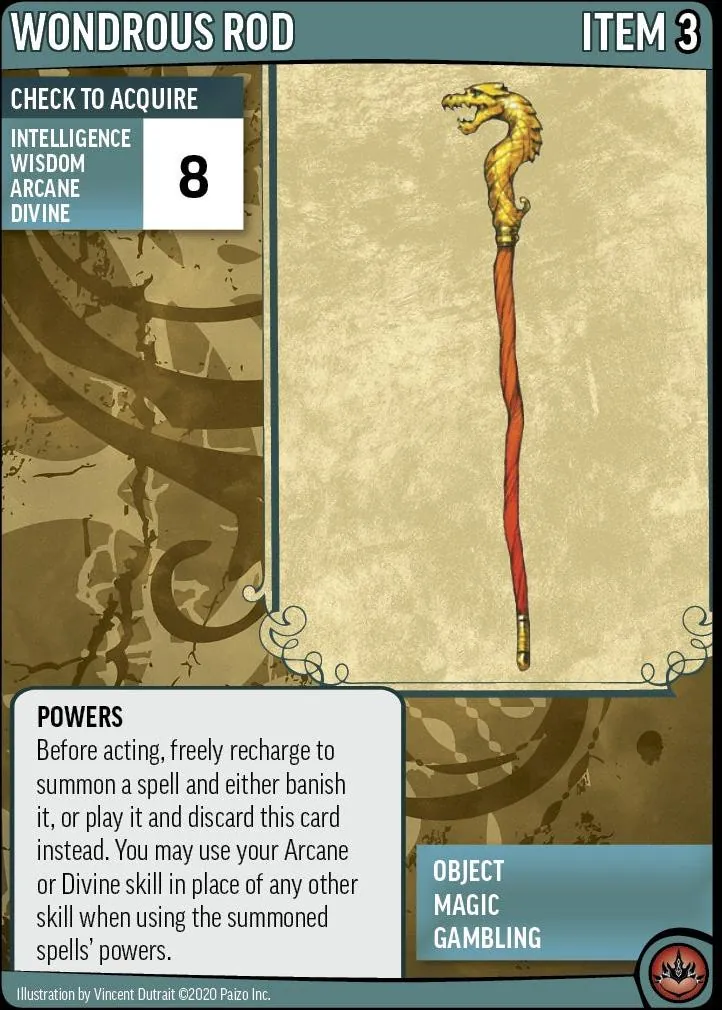 WONDROUS ROD
ITEM 3
CHECK TO ACQUIRE
INTELLIGENCE
WISDOM
ARCANE
DIVINE
8
POWERS
Before acting, freely recharge to
summon a spell and either banish
it, or play it and discard this card
instead. You may use your Arcane
or Divine skill in place of any other
skill when using the summoned
spells’ powers.
OBJECT
MAGIC
GAMBLING
Illustration by Vincent Dutrait ©2020 Paizo Inc.